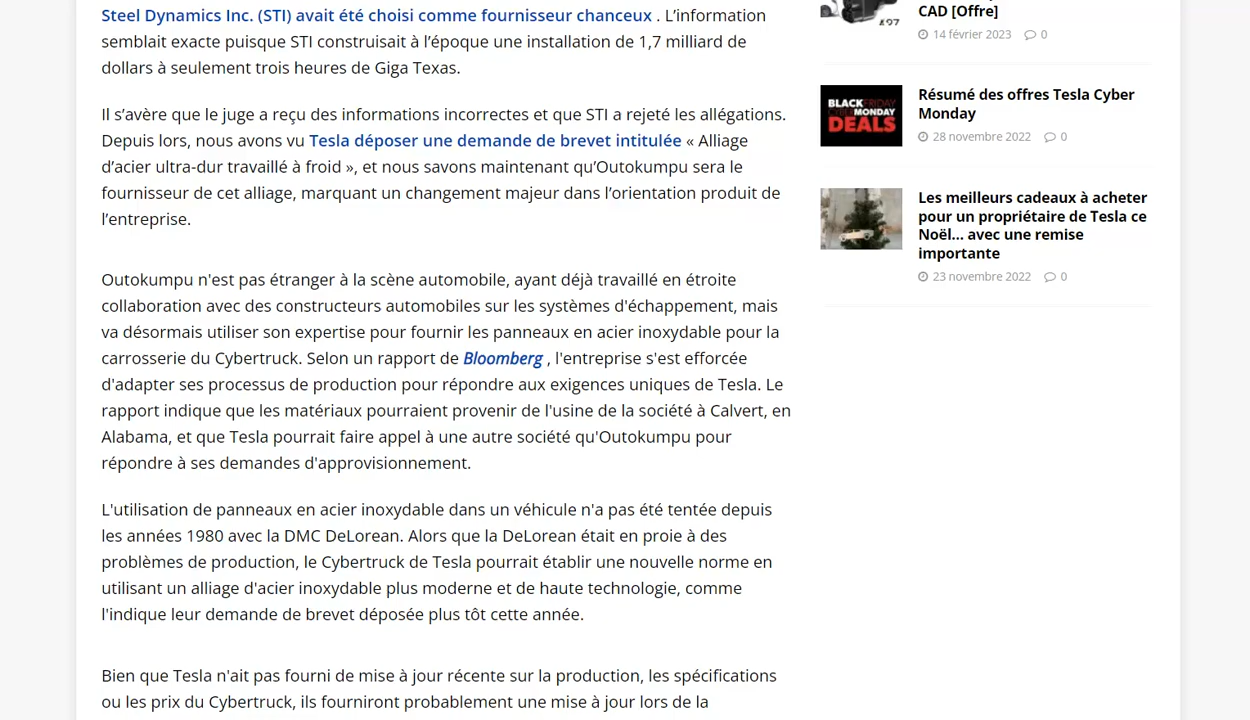 Steel Dynamics Inc. (STI) avait été choisi comme fournisseur chanceux . L’information
semblait exacte puisque STI construisait à l’époque une installation de 1,7 milliard de
dollars à seulement trois heures de Giga Texas.
Il s’avère que le juge a reçu des informations incorrectes et que STI a rejeté les allégations.
Depuis lors, nous avons vu Tesla déposer une demande de brevet intitulée « Alliage
d’acier ultra-dur travaillé à froid », et nous savons maintenant qu’Outokumpu sera le
fournisseur de cet alliage, marquant un changement majeur dans l’orientation produit de
l’entreprise.
Outokumpu n'est pas étranger à la scène automobile, ayant déjà travaillé en étroite
collaboration avec des constructeurs automobiles sur les systèmes d'échappement, mais
va désormais utiliser son expertise pour fournir les panneaux en acier inoxydable pour la
carrosserie du Cybertruck. Selon un rapport de Bloomberg , l'entreprise s'est efforcée
d'adapter ses processus de production pour répondre aux exigences uniques de Tesla. Le
rapport indique que les matériaux pourraient provenir de l'usine de la société à Calvert, en
Alabama, et que Tesla pourrait faire appel à une autre société qu'Outokumpu pour
répondre à ses demandes d'approvisionnement.
L'utilisation de panneaux en acier inoxydable dans un véhicule n'a pas été tentée depuis
les années 1980 avec la DMC DeLorean. Alors que la DeLorean était en proie à des
problèmes de production, le Cybertruck de Tesla pourrait établir une nouvelle norme en
utilisant un alliage d'acier inoxydable plus moderne et de haute technologie, comme
l'indique leur demande de brevet déposée plus tôt cette année.
Bien que Tesla n'ait pas fourni de mise à jour récente sur la production, les spécifications
ou les prix du Cybertruck, ils fourniront probablement une mise à jour lors de la
CAD [Offre]
14 février 2023 0
BLACK FRIDAY
CYBER MONDAY
DEALS
Résumé des offres Tesla Cyber
Monday
28 novembre 2022 0
Les meilleurs cadeaux à acheter
pour un propriétaire de Tesla ce
Noël... avec une remise
importante
23 novembre 2022 0